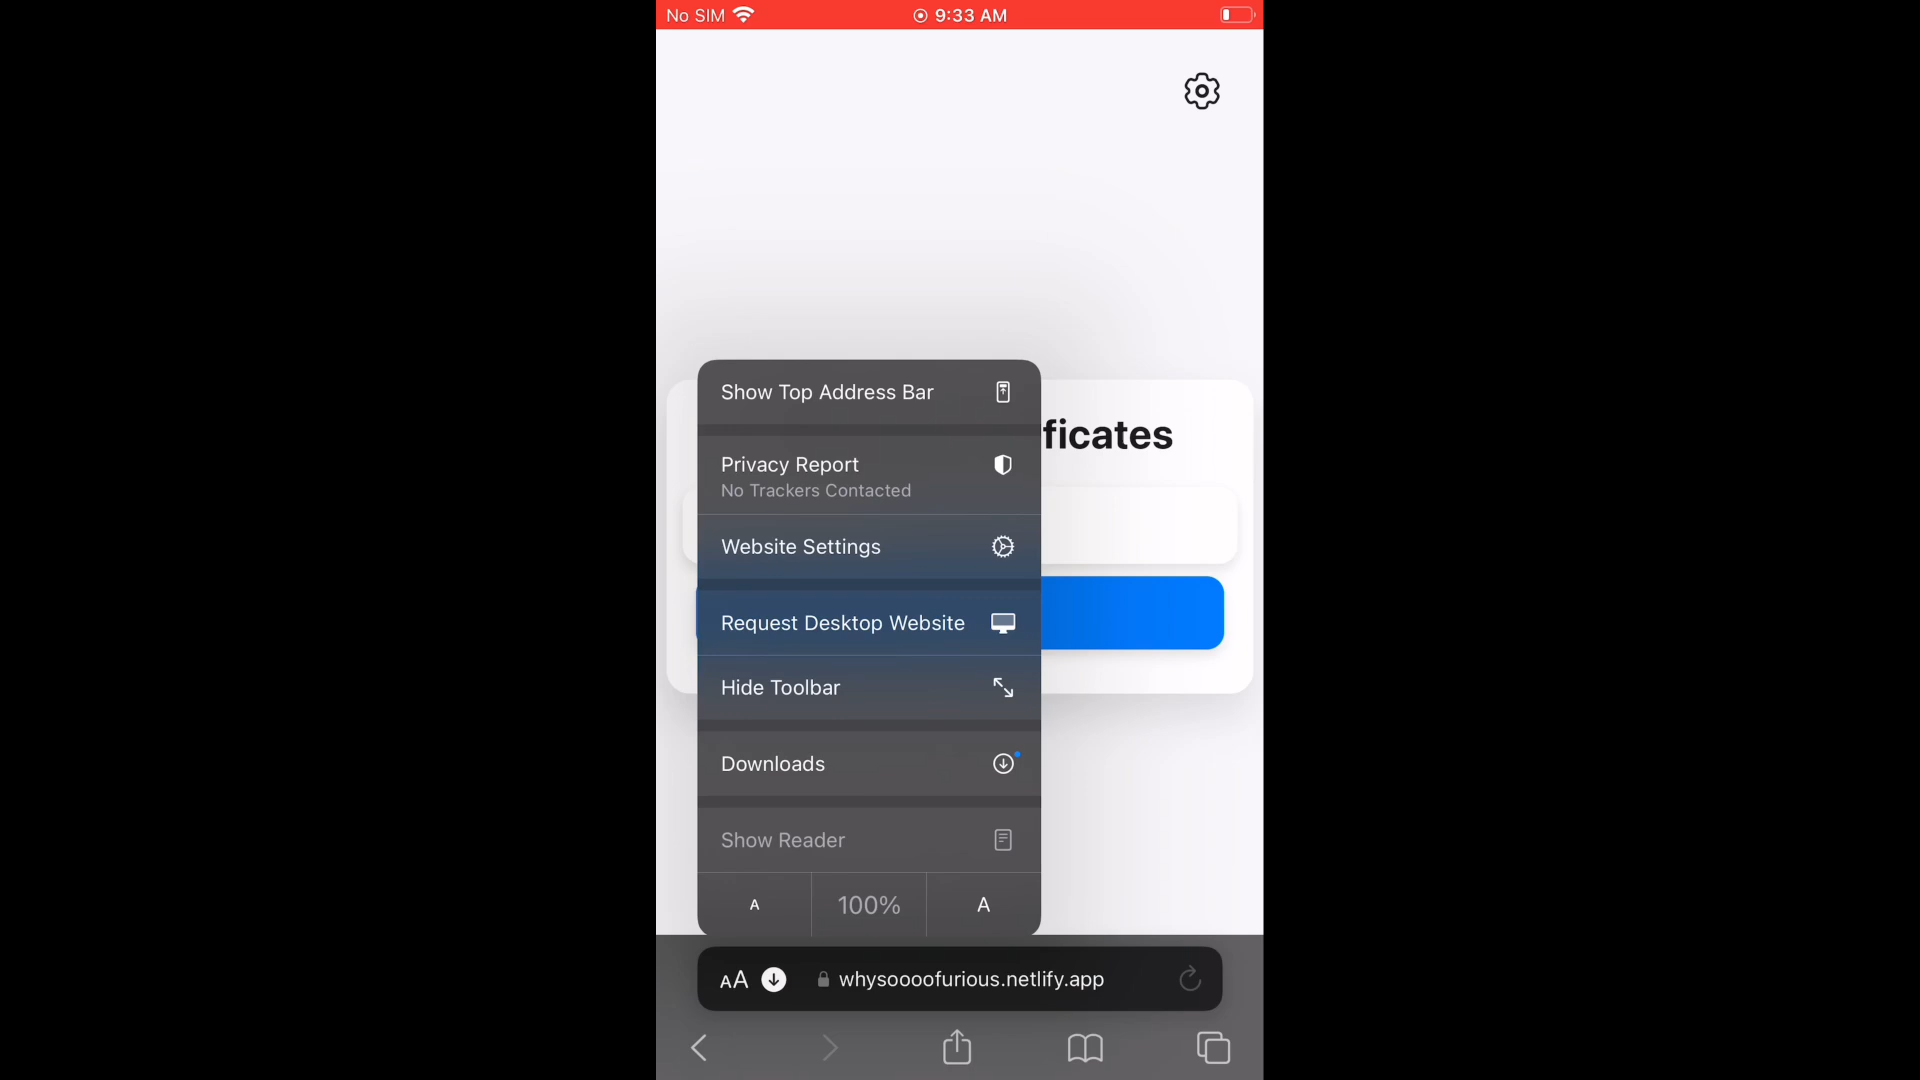 No SIM
9:33 AM
Show Top Address Bar
ficates
Privacy Report
No Trackers Contacted
Website Settings
Request Desktop Website
Hide Toolbar
Downloads
Show Reader
A 100% A
AA whysoooofurious.netlify.app